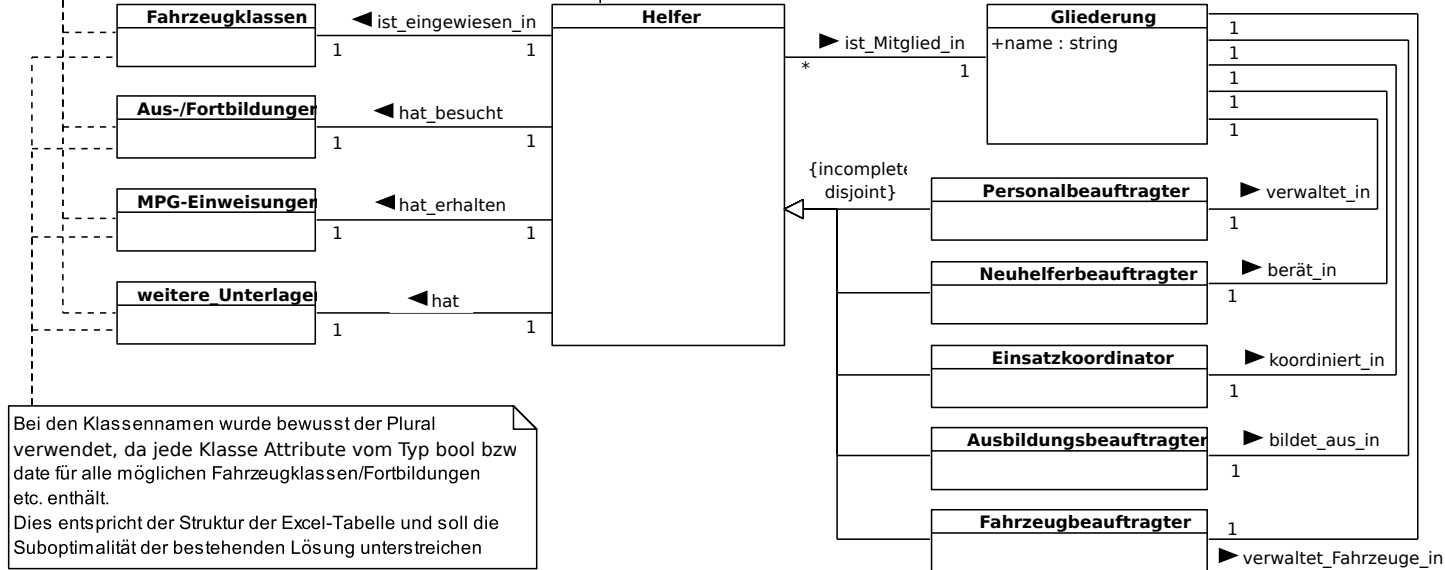 Fahrzeugklassen
ist_eingewiesen_in
1
1
Helfer
ist_Mitglied_in
*
1
Gliederung
+name : string
1
1
1
1
1
Aus-/Fortbildungen
hat_besucht
1
1
MPG-Einweisungen
hat_erhalten
1
1
weitere_Unterlagen
hat
1
1
{incomplete
disjoint}
Personalbeauftragter
verwaltet_in
1
Neuhelferbeauftragter
berät_in
1
Einsatzkoordinator
koordiniert_in
1
Ausbildungsbeauftragter
bildet_aus_in
1
Fahrzeugbeauftragter
1
verwaltet_Fahrzeuge_in
Bei den Klassennamen wurde bewusst der Plural
verwendet, da jede Klasse Attribute vom Typ bool bzw
date für alle möglichen Fahrzeugklassen/Fortbildungen
etc. enthält.
Dies entspricht der Struktur der Excel-Tabelle und soll die
Suboptimalität der bestehenden Lösung unterstreichen